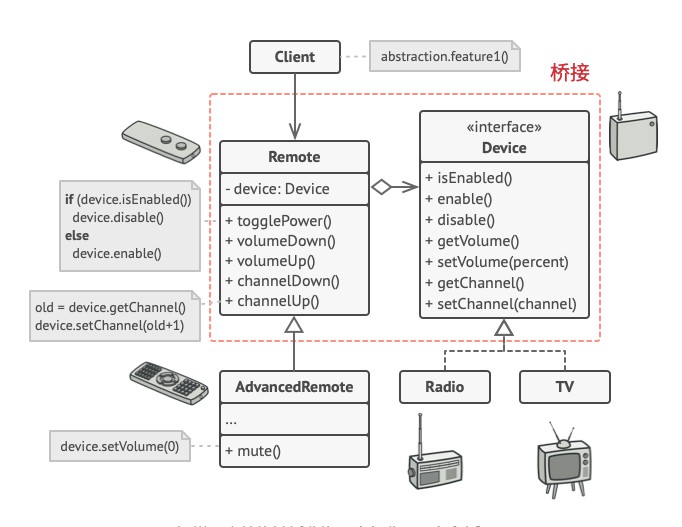 Client
abstraction.feature1()
桥接
«interface»
Device
+ isEnabled()
+ enable()
+ disable()
+ getVolume()
+ setVolume(percent)
+ getChannel()
+ setChannel(channel)
Remote
- device: Device
+ togglePower()
+ volumeDown()
+ volumeUp()
+ channelDown()
+ channelUp()
if (device.isEnabled())
device.disable()
else
device.enable()
old = device.getChannel()
device.setChannel(old+1)
AdvancedRemote
...
+ mute()
device.setVolume(0)
Radio
TV